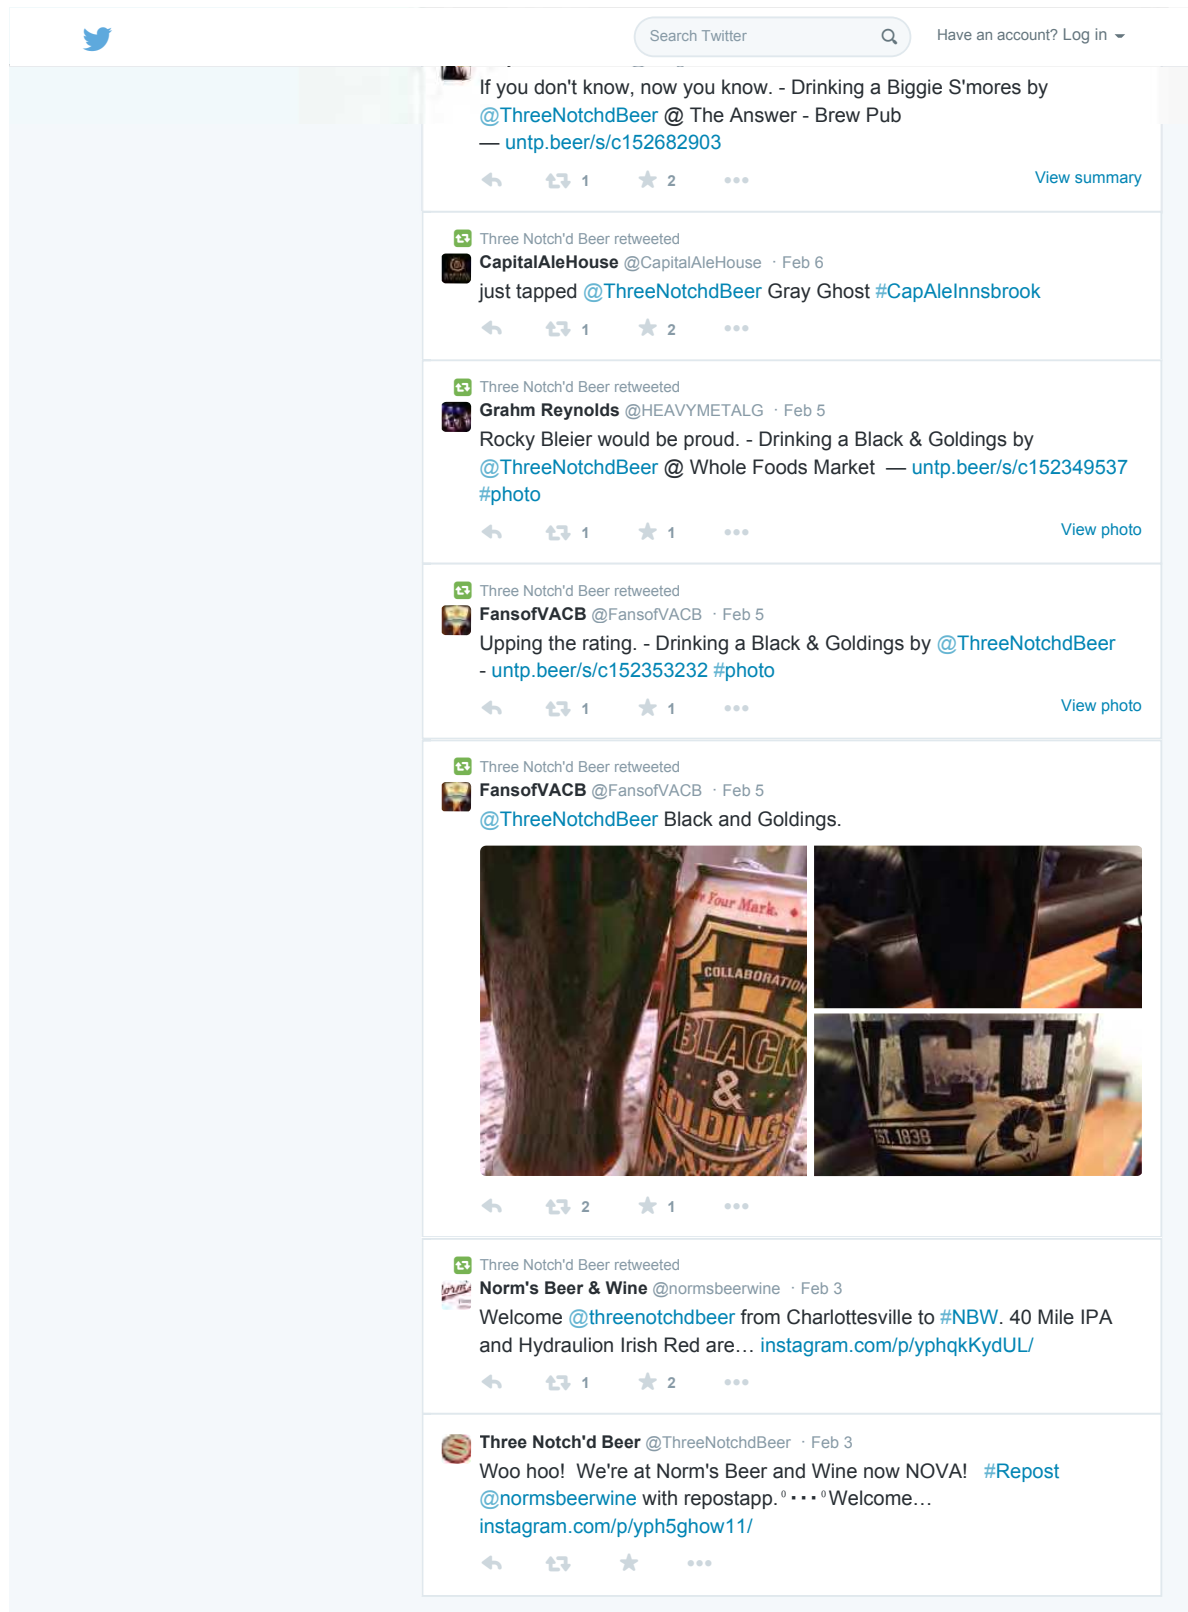 Search Twitter
Have an account? Log in
If you don't know, now you know. - Drinking a Biggie S'mores by
@ThreeNotchdBeer @ The Answer - Brew Pub
— untp.beer/s/c152682903
1 2
View summary
Three Notch'd Beer retweeted
CapitalAleHouse @CapitalAleHouse · Feb 6
just tapped @ThreeNotchdBeer Gray Ghost #CapAleInnsbrook
1 2
Three Notch'd Beer retweeted
Grahm Reynolds @HEAVYMETALG · Feb 5
Rocky Bleier would be proud. - Drinking a Black & Goldings by
@ThreeNotchdBeer @ Whole Foods Market — untp.beer/s/c152349537
#photo
1 1
View photo
Three Notch'd Beer retweeted
FansofVACB @FansofVACB · Feb 5
Upping the rating. - Drinking a Black & Goldings by @ThreeNotchdBeer
- untp.beer/s/c152353232 #photo
1 1
View photo
Three Notch'd Beer retweeted
FansofVACB @FansofVACB · Feb 5
@ThreeNotchdBeer Black and Goldings.
Your Mark.
COLLABORATION
BLACK
&
GOLDINGS
VCU
EST. 1838
2 1
Three Notch'd Beer retweeted
Norm's Beer & Wine @normsbeerwine · Feb 3
Welcome @threenotchdbeer from Charlottesville to #NBW. 40 Mile IPA
and Hydraulion Irish Red are… instagram.com/p/yphqkKydUL/
1 2
Three Notch'd Beer @ThreeNotchdBeer · Feb 3
Woo hoo! We're at Norm's Beer and Wine now NOVA! #Repost
@normsbeerwine with repostapp. ⁰・・・⁰Welcome…
instagram.com/p/yph5ghow11/